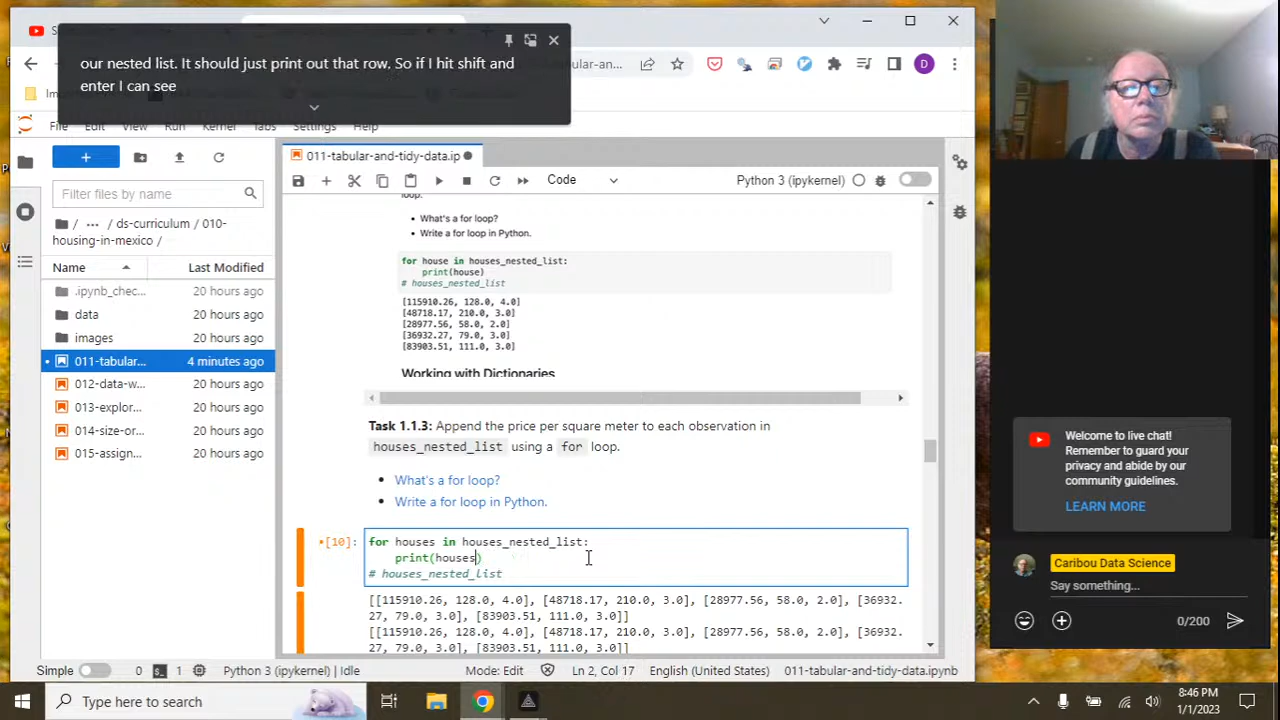 our nested list. It should just print out that row. So if I hit shift and
enter I can see
File Edit View Run Kernel Tabs Settings Help
011-tabular-and-tidy-data.ip
Code
Python 3 (ipykernel)
Filter files by name
/ ... / ds-curriculum / 010-
housing-in-mexico /
Name Last Modified
.ipynb_chec... 20 hours ago
data 20 hours ago
images 20 hours ago
011-tabular... 4 minutes ago
012-data-w... 20 hours ago
013-explor... 20 hours ago
014-size-or... 20 hours ago
015-assign... 20 hours ago
loop.
• What's a for loop?
• Write a for loop in Python.
for house in houses_nested_list:
print(house)
# houses_nested_list
[115910.26, 128.0, 4.0]
[48718.17, 210.0, 3.0]
[28977.56, 58.0, 2.0]
[36932.27, 79.0, 3.0]
[83903.51, 111.0, 3.0]
Working with Dictionaries
Task 1.1.3: Append the price per square meter to each observation in
houses_nested_list using a for loop.
• What's a for loop?
• Write a for loop in Python.
[10]:
for houses in houses_nested_list:
print(houses)
# houses_nested_list
[[115910.26, 128.0, 4.0], [48718.17, 210.0, 3.0], [28977.56, 58.0, 2.0], [36932.
27, 79.0, 3.0], [83903.51, 111.0, 3.0]]
[[115910.26, 128.0, 4.0], [48718.17, 210.0, 3.0], [28977.56, 58.0, 2.0], [36932.
27, 79.0, 3.0], [83903.51, 111.0, 3.0]]
Simple 0 1 Python 3 (ipykernel) | Idle Mode: Edit Ln 2, Col 17 English (United States) 011-tabular-and-tidy-data.ipynb
Welcome to live chat!
Remember to guard your
privacy and abide by our
community guidelines.
LEARN MORE
Caribou Data Science
Say something...
0/200
Type here to search
8:46 PM
1/1/2023
D